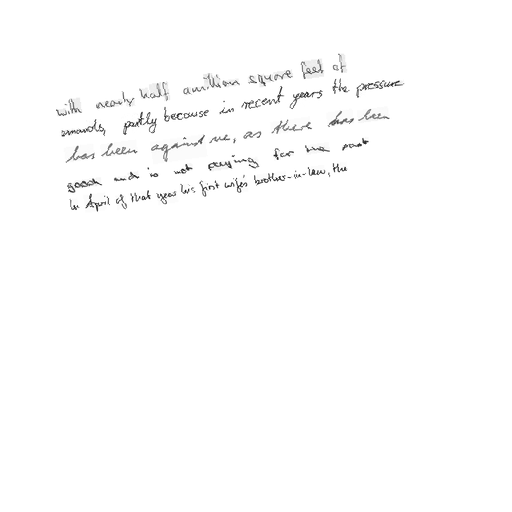 with nearly half a million square feet of
emands, partly because in recent years the pressure
has been against me, as there has been
good and is not paying for the past
In April of that year his first wife's brother-in-law, the